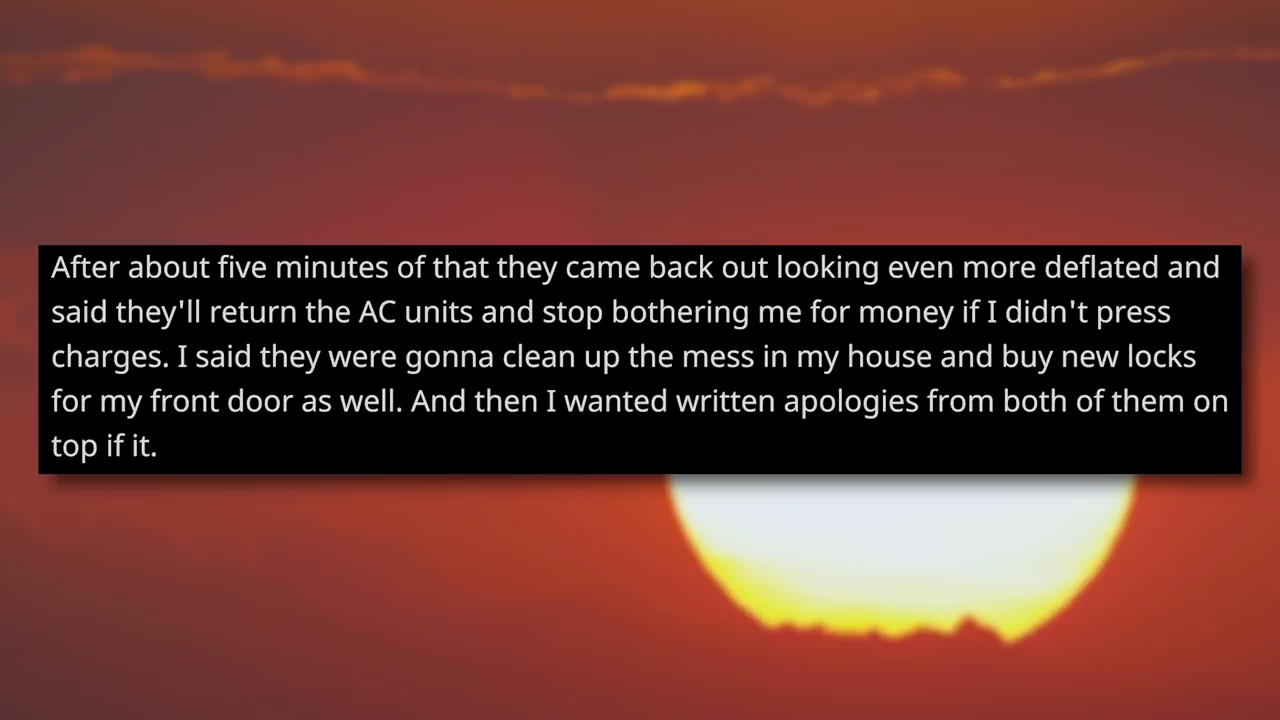 After about five minutes of that they came back out looking even more deflated and
said they'll return the AC units and stop bothering me for money if I didn't press
charges. I said they were gonna clean up the mess in my house and buy new locks
for my front door as well. And then I wanted written apologies from both of them on
top if it.